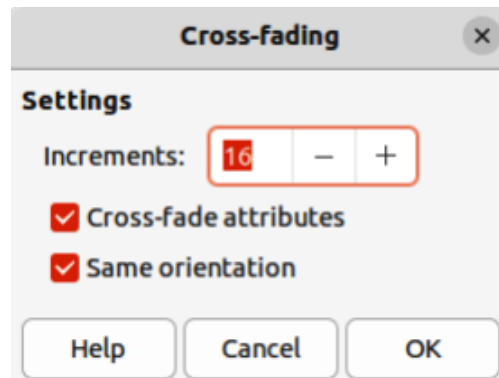 Cross-fading
Settings
Increments: 16
Cross-fade attributes
Same orientation
Help Cancel OK